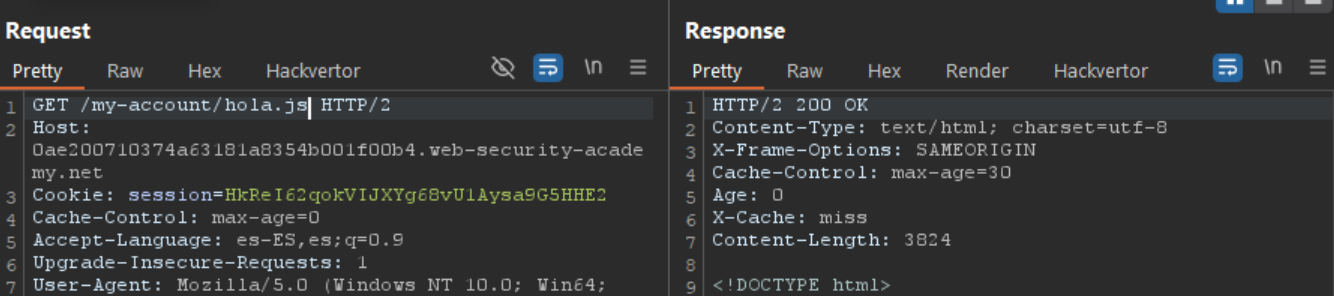 Request
Pretty Raw Hex Hackvertor \n
1 GET /my-account/hola.js HTTP/2
2 Host:
0ae200710374a63181a8354b001f00b4.web-security-acade
my.net
3 Cookie: session=HkReI62qokVIJXYg68vU1Aysa9G5HHE2
4 Cache-Control: max-age=0
5 Accept-Language: es-ES,es;q=0.9
6 Upgrade-Insecure-Requests: 1
7 User-Agent: Mozilla/5.0 (Windows NT 10.0; Win64;
Response
Pretty Raw Hex Render Hackvertor \n
1 HTTP/2 200 OK
2 Content-Type: text/html; charset=utf-8
3 X-Frame-Options: SAMEORIGIN
4 Cache-Control: max-age=30
5 Age: 0
6 X-Cache: miss
7 Content-Length: 3824
8
9 <!DOCTYPE html>